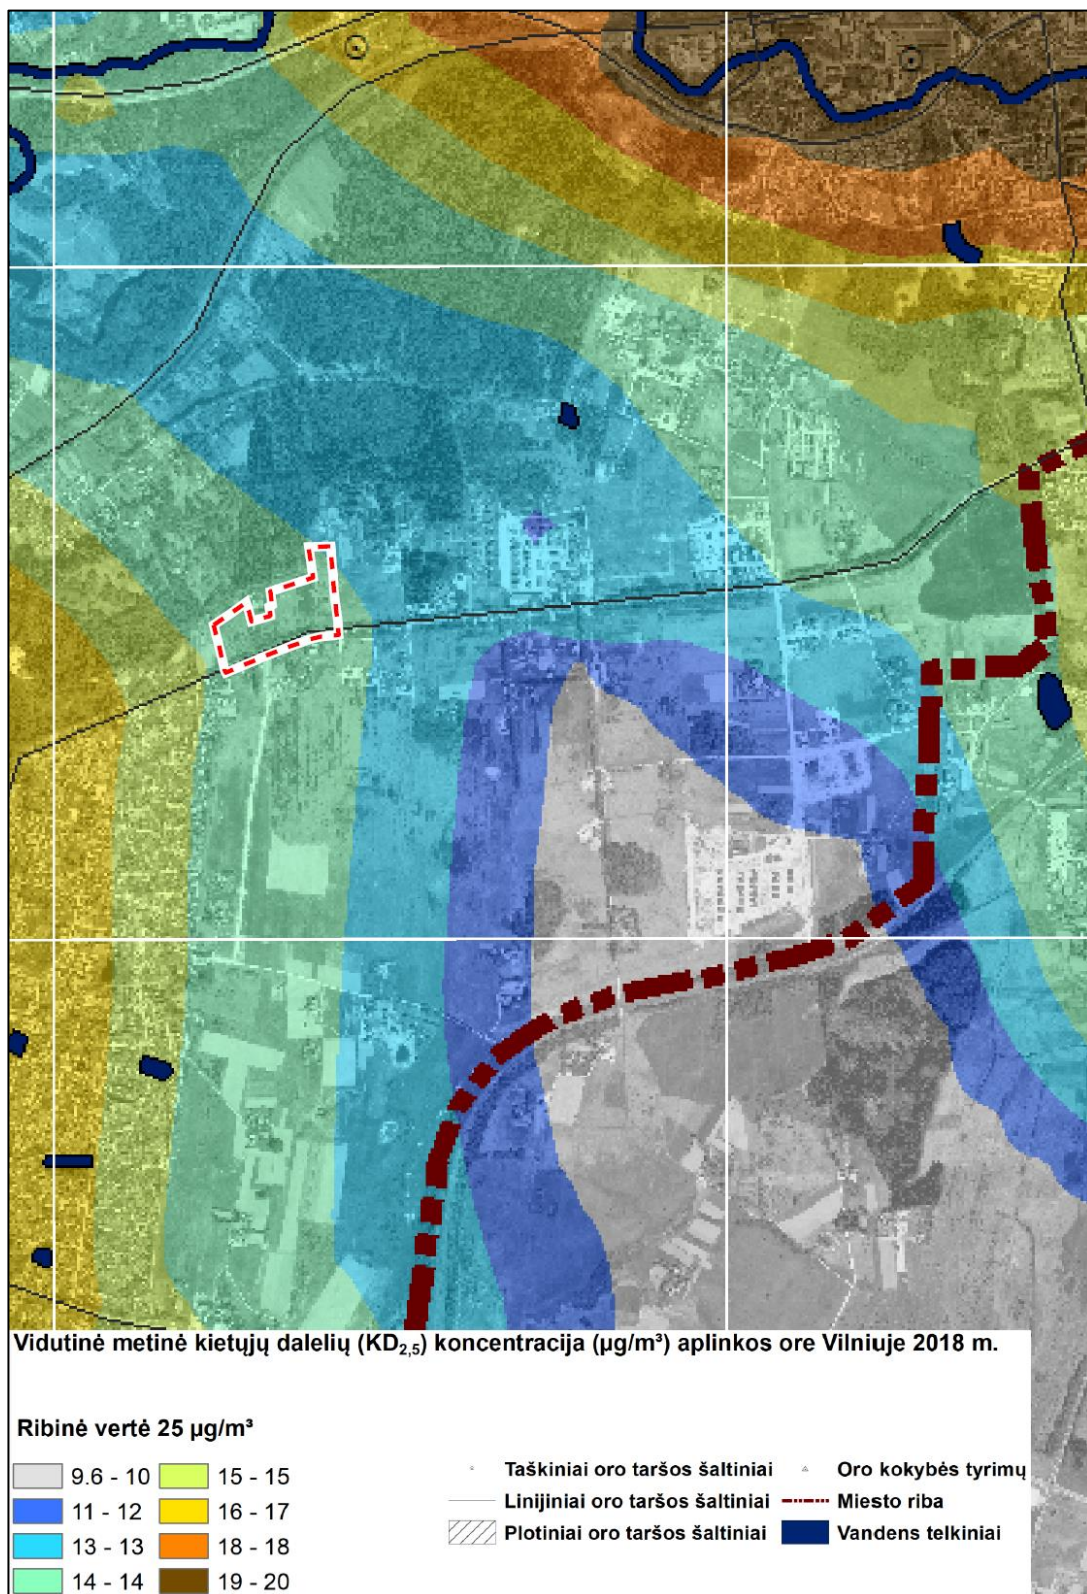 Vidutinė metinė kietųjų dalelių (KD2,5) koncentracija (µg/m³) aplinkos ore Vilniuje 2018 m.
Ribinė vertė 25 µg/m³
9.6 - 10
11 - 12
13 - 13
14 - 14
15 - 15
16 - 17
18 - 18
19 - 20
Taškiniai oro taršos šaltiniai
Linijiniai oro taršos šaltiniai
Plotiniai oro taršos šaltiniai
Oro kokybės tyrimų
Miesto riba
Vandens telkiniai